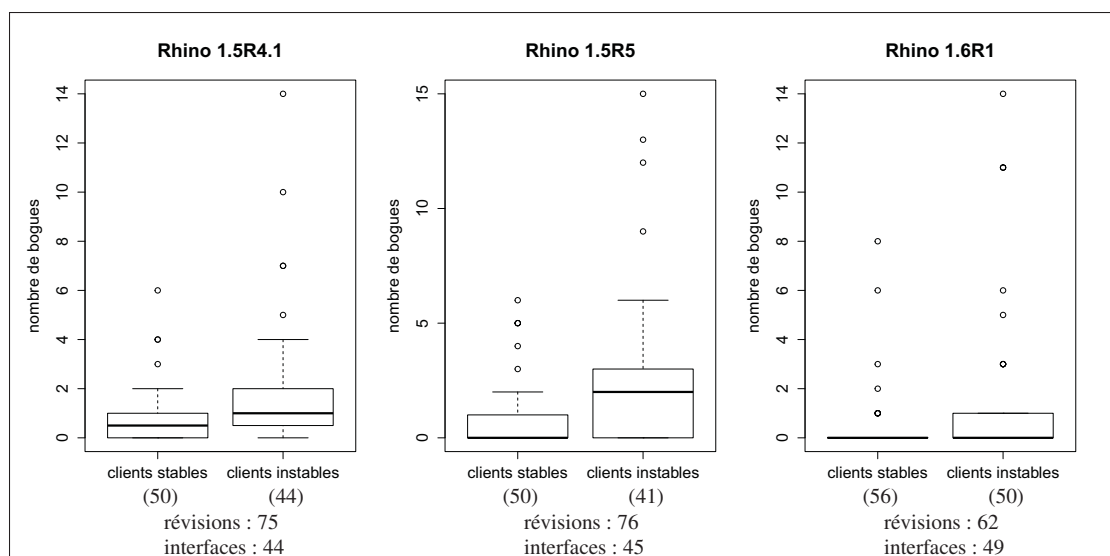 Rhino 1.5R4.1
nombre de bogues
14
12
10
8
6
4
2
0
clients stables
clients instables
(50)
(44)
révisions : 75
interfaces : 44
Rhino 1.5R5
nombre de bogues
15
10
5
0
clients stables
clients instables
(50)
(41)
révisions : 76
interfaces : 45
Rhino 1.6R1
nombre de bogues
14
12
10
8
6
4
2
0
clients stables
clients instables
(56)
(50)
révisions : 62
interfaces : 49